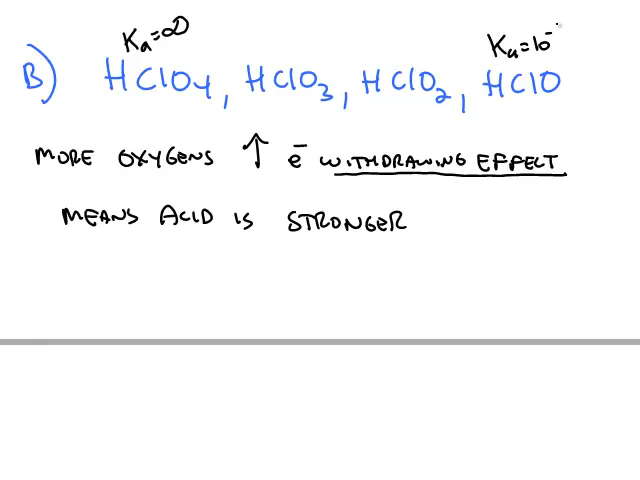 Ka=∞ Ka=10⁻
B) HClO4, HClO3, HClO2, HClO
MORE OXYGENS ↑ e⁻ WITHDRAWING EFFECT
MEANS ACID IS STRONGER